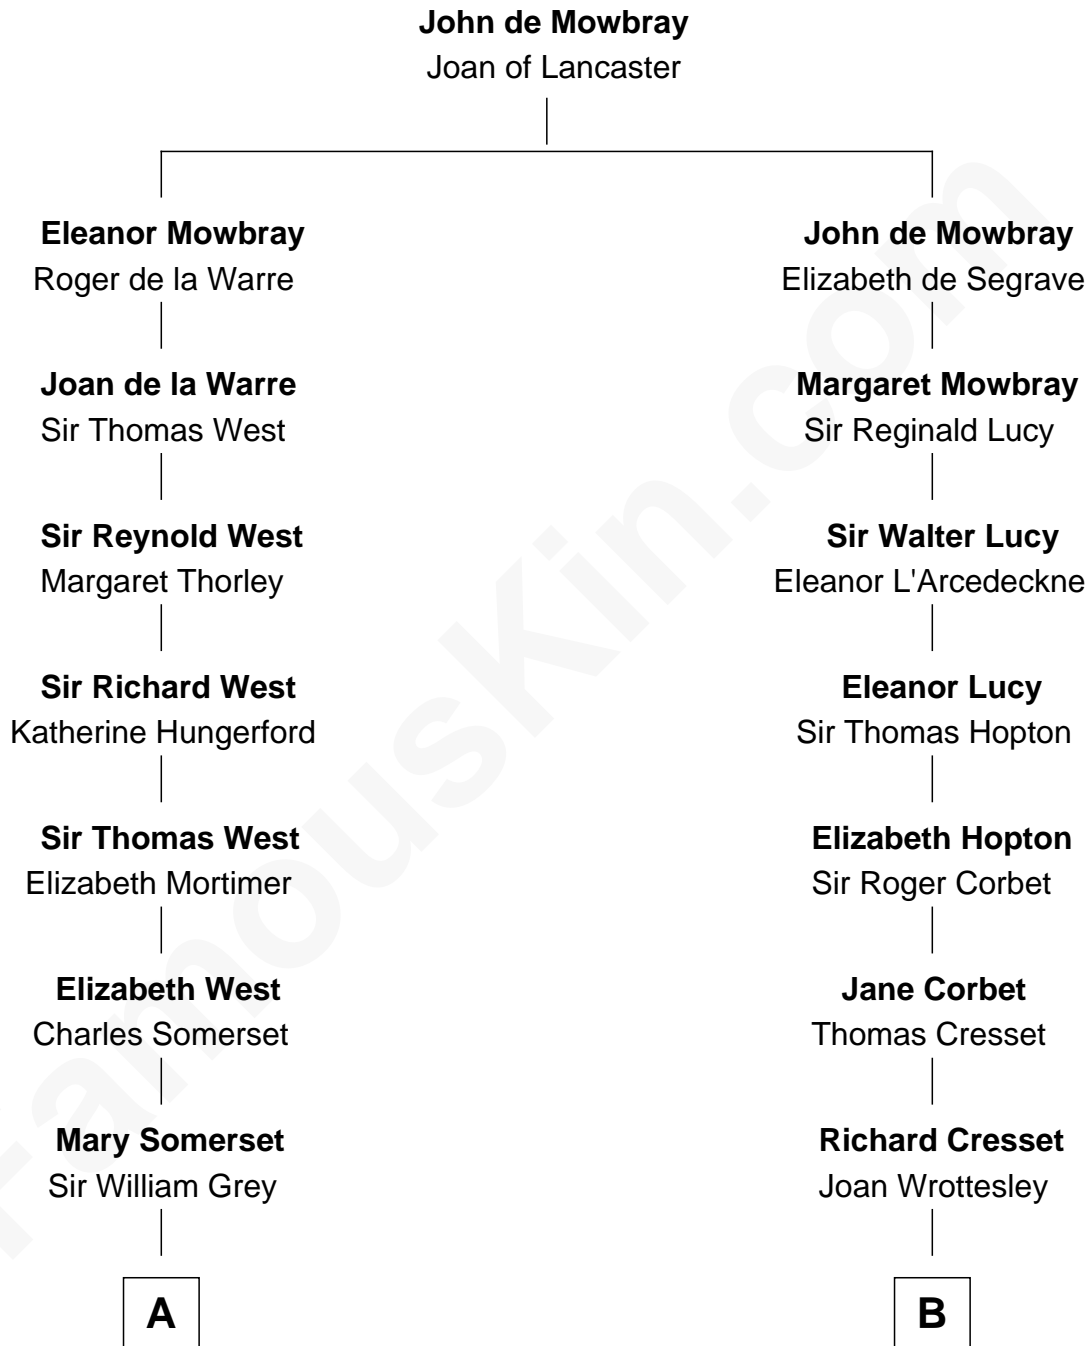 John de Mowbray
Joan of Lancaster
Eleanor Mowbray
Roger de la Warre
John de Mowbray
Elizabeth de Segrave
Joan de la Warre
Sir Thomas West
Margaret Mowbray
Sir Reginald Lucy
Sir Reynold West
Margaret Thorley
Sir Walter Lucy
Eleanor L'Arcedeckne
Sir Richard West
Katherine Hungerford
Eleanor Lucy
Sir Thomas Hopton
Sir Thomas West
Elizabeth Mortimer
Elizabeth Hopton
Sir Roger Corbet
Elizabeth West
Charles Somerset
Jane Corbet
Thomas Cresset
Mary Somerset
Sir William Grey
Richard Cresset
Joan Wrottesley
A
B
FamousKin.com